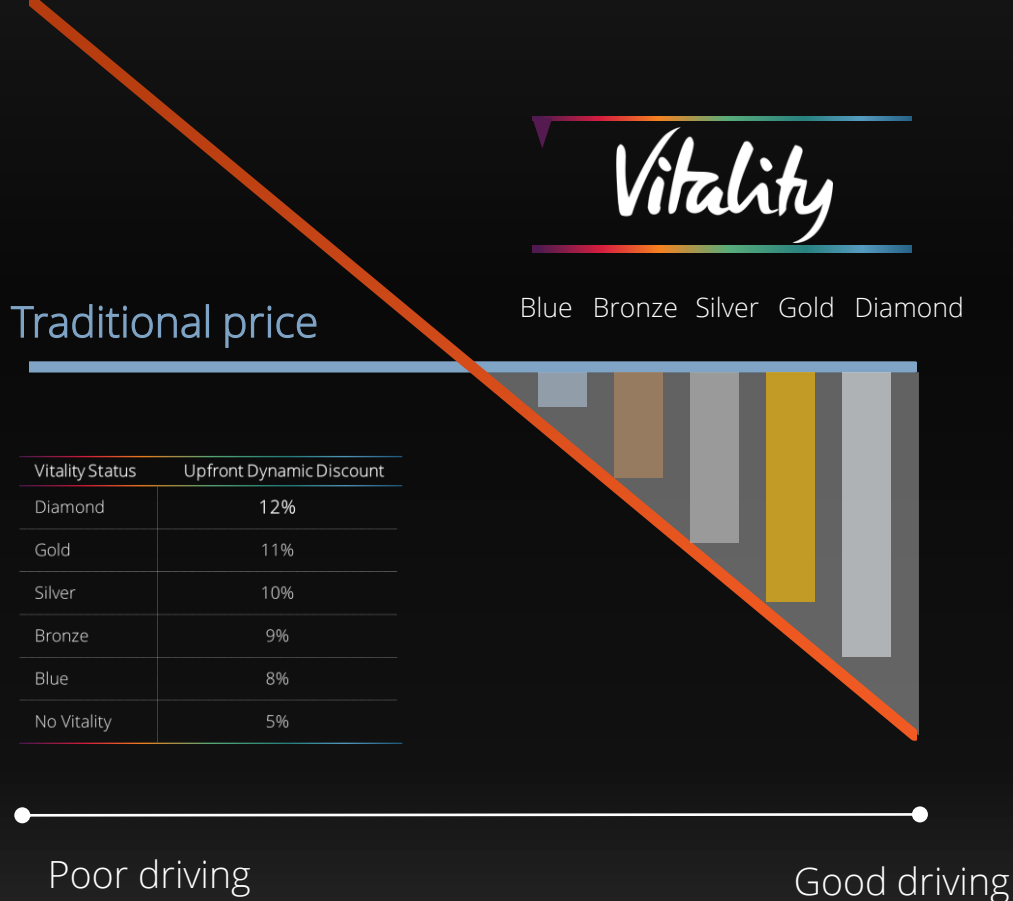 Vitality
Blue Bronze Silver Gold Diamond
Traditional price
Vitality Status Upfront Dynamic Discount
Diamond 12%
Gold 11%
Silver 10%
Bronze 9%
Blue 8%
No Vitality 5%
Poor driving Good driving